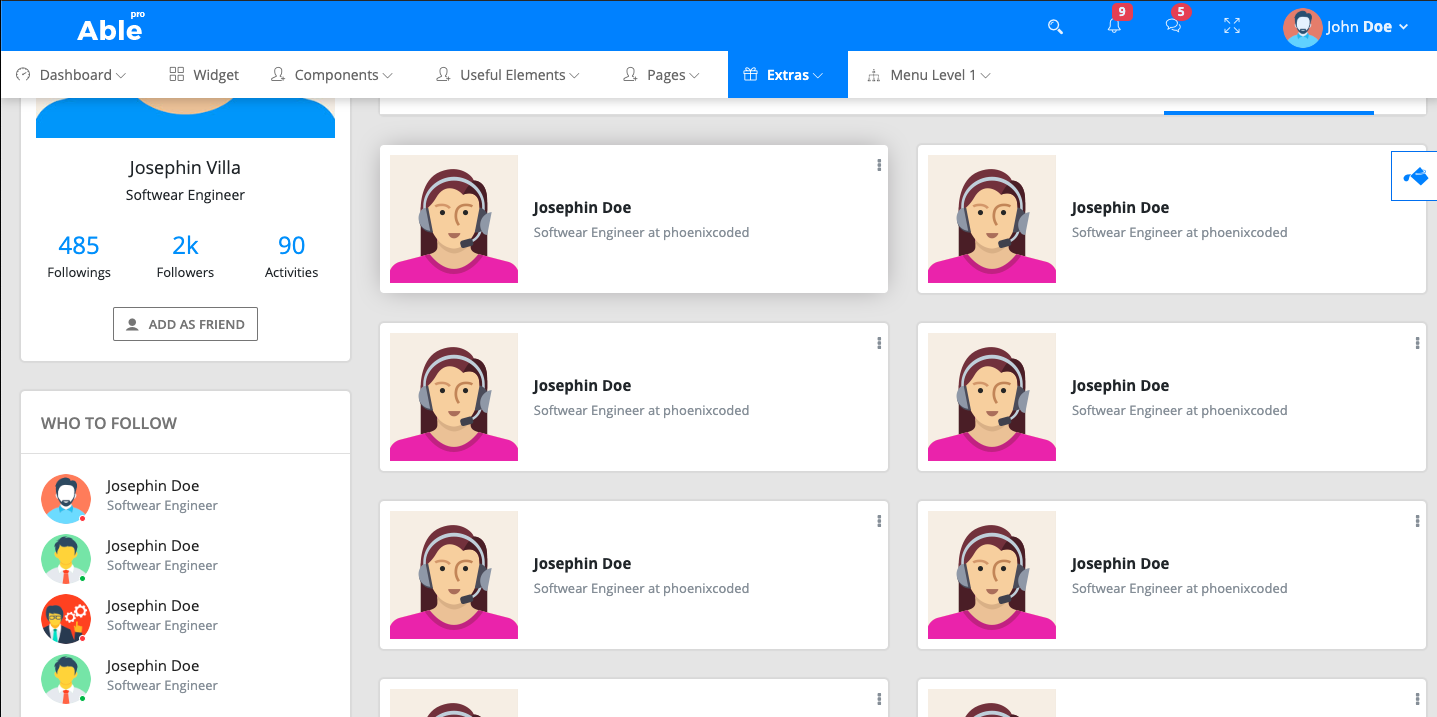 Able pro
9
5
John Doe
Dashboard
Widget
Components
Useful Elements
Pages
Extras
Menu Level 1
Josephin Villa
Softwear Engineer
485 2k 90
Followings Followers Activities
ADD AS FRIEND
WHO TO FOLLOW
Josephin Doe
Softwear Engineer
Josephin Doe
Softwear Engineer
Josephin Doe
Softwear Engineer
Josephin Doe
Softwear Engineer
Josephin Doe
Softwear Engineer at phoenixcoded
Josephin Doe
Softwear Engineer at phoenixcoded
Josephin Doe
Softwear Engineer at phoenixcoded
Josephin Doe
Softwear Engineer at phoenixcoded
Josephin Doe
Softwear Engineer at phoenixcoded
Josephin Doe
Softwear Engineer at phoenixcoded